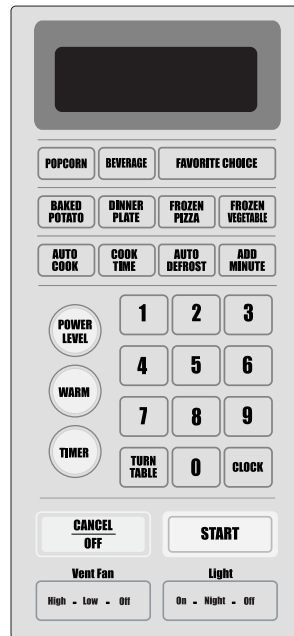 POPCORN BEVERAGE FAVORITE CHOICE
BAKED DINNER FROZEN FROZEN
POTATO PLATE PIZZA VEGETABLE
AUTO COOK AUTO ADD
COOK TIME DEFROST MINUTE
POWER
LEVEL
1 2 3
WARM
4 5 6
TIMER
7 8 9
TURN
TABLE
0 CLOCK
CANCEL
OFF
START
Vent Fan Light
High - Low - Off On - Night - Off